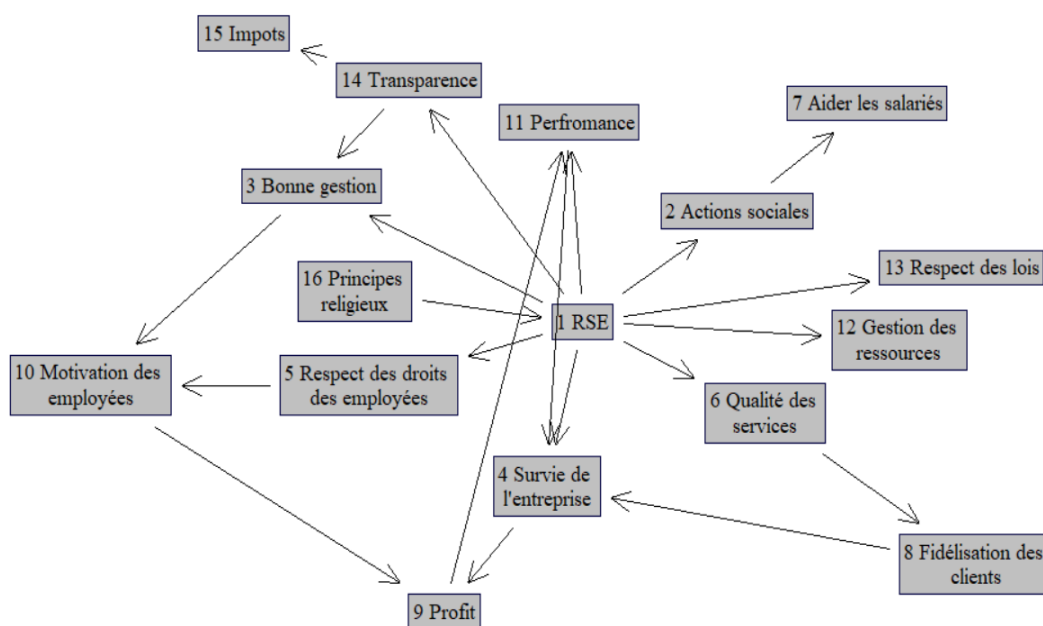 15 Impots
14 Transparence
7 Aider les salariés
11 Perfromance
3 Bonne gestion
2 Actions sociales
16 Principes
religieux
13 Respect des lois
1 RSE
12 Gestion des
ressources
10 Motivation des
employées
5 Respect des droits
des employées
6 Qualité des
services
4 Survie de
l'entreprise
8 Fidélisation des
clients
9 Profit